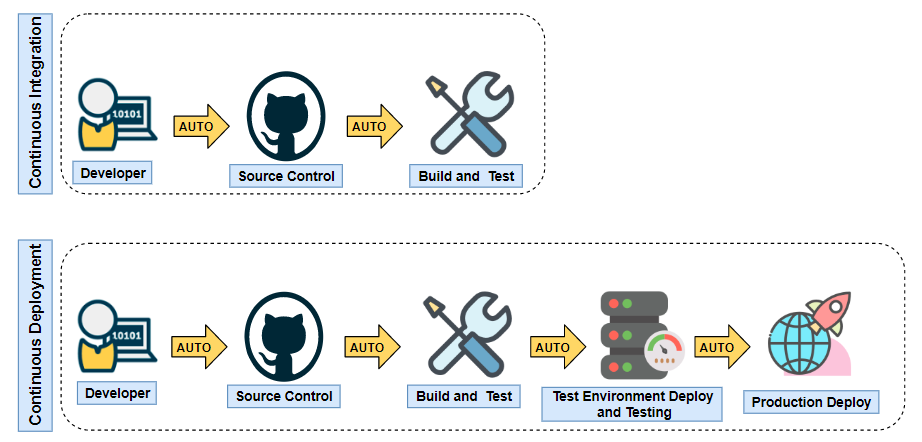 Continuous Integration
10101
AUTO
AUTO
Developer
Source Control
Build and Test
Continuous Deployment
10101
AUTO
AUTO
AUTO
AUTO
Developer
Source Control
Build and Test
Test Environment Deploy
and Testing
Production Deploy